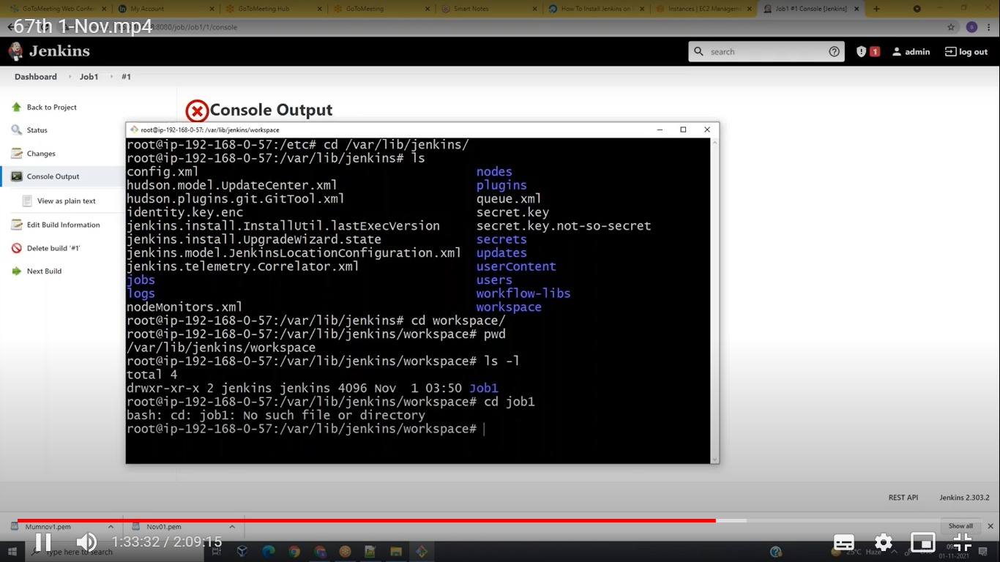 GoToMeeting Web Confer
My Account
GoToMeeting Hub
GoToMeeting
Smart Notes
How To Install Jenkins on
Instances | EC2 Managem
Job1 #1 Console [Jenkins]
67th 1-Nov.mp4
:8080/job/Job1/1/console
S
Jenkins
search
1
admin
log out
Dashboard
Job1
#1
Back to Project
Status
Changes
Console Output
View as plain text
Edit Build Information
Delete build '#1'
Next Build
Console Output
root@ip-192-168-0-57: /var/lib/jenkins/workspace
root@ip-192-168-0-57:/etc# cd /var/lib/jenkins/
root@ip-192-168-0-57:/var/lib/jenkins# ls
config.xml nodes
hudson.model.UpdateCenter.xml plugins
hudson.plugins.git.GitTool.xml queue.xml
identity.key.enc secret.key
jenkins.install.InstallUtil.lastExecVersion secret.key.not-so-secret
jenkins.install.UpgradeWizard.state secrets
jenkins.model.JenkinsLocationConfiguration.xml updates
jenkins.telemetry.Correlator.xml userContent
jobs users
logs workflow-libs
nodeMonitors.xml workspace
root@ip-192-168-0-57:/var/lib/jenkins# cd workspace/
root@ip-192-168-0-57:/var/lib/jenkins/workspace# pwd
/var/lib/jenkins/workspace
root@ip-192-168-0-57:/var/lib/jenkins/workspace# ls -l
total 4
drwxr-xr-x 2 jenkins jenkins 4096 Nov 1 03:50 Job1
root@ip-192-168-0-57:/var/lib/jenkins/workspace# cd job1
bash: cd: job1: No such file or directory
root@ip-192-168-0-57:/var/lib/jenkins/workspace#
REST API
Jenkins 2.303.2
Mumnov1.pem
Nov01.pem
Show all
1:33:32 / 2:09:15
Type here to search
25°C Haze
01-11-2021